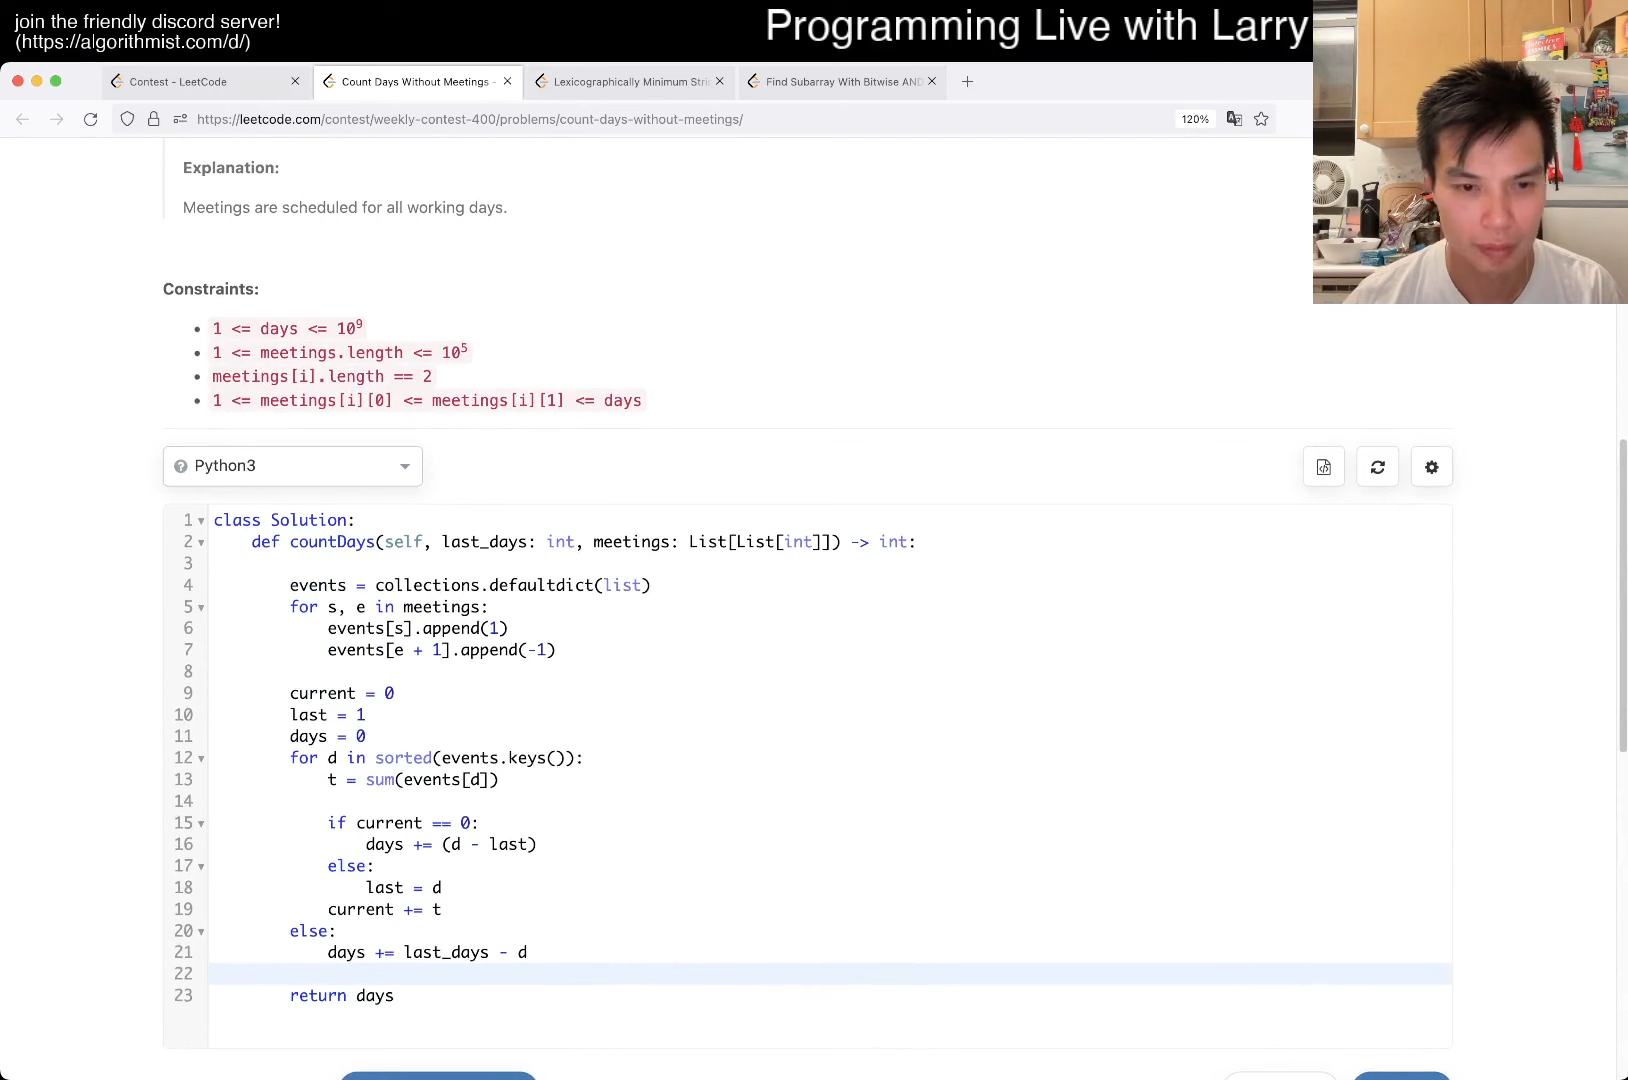 join the friendly discord server!
(https://algorithmist.com/d/)
Programming Live with Larry
Contest - LeetCode
Count Days Without Meetings -
Lexicographically Minimum Stri
Find Subarray With Bitwise AND
https://leetcode.com/contest/weekly-contest-400/problems/count-days-without-meetings/
120%
Explanation:
Meetings are scheduled for all working days.
Constraints:
1 <= days <= 10⁹
1 <= meetings.length <= 10⁵
meetings[i].length == 2
1 <= meetings[i][0] <= meetings[i][1] <= days
Python3
1 class Solution:
2     def countDays(self, last_days: int, meetings: List[List[int]]) -> int:
3
4         events = collections.defaultdict(list)
5         for s, e in meetings:
6             events[s].append(1)
7             events[e + 1].append(-1)
8
9         current = 0
10         last = 1
11         days = 0
12         for d in sorted(events.keys()):
13             t = sum(events[d])
14
15             if current == 0:
16                 days += (d - last)
17             else:
18                 last = d
19             current += t
20         else:
21             days += last_days - d
22
23         return days